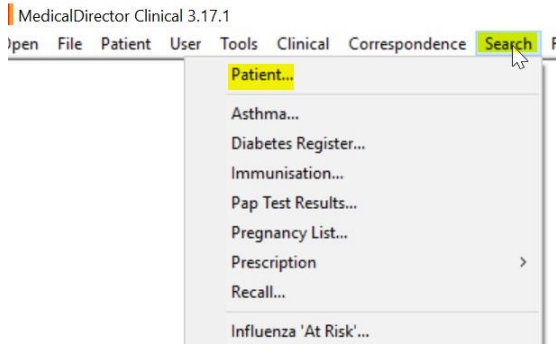 MedicalDirector Clinical 3.17.1
Open File Patient User Tools Clinical Correspondence Search
Patient...
Asthma...
Diabetes Register...
Immunisation...
Pap Test Results...
Pregnancy List...
Prescription
Recall...
Influenza 'At Risk'...